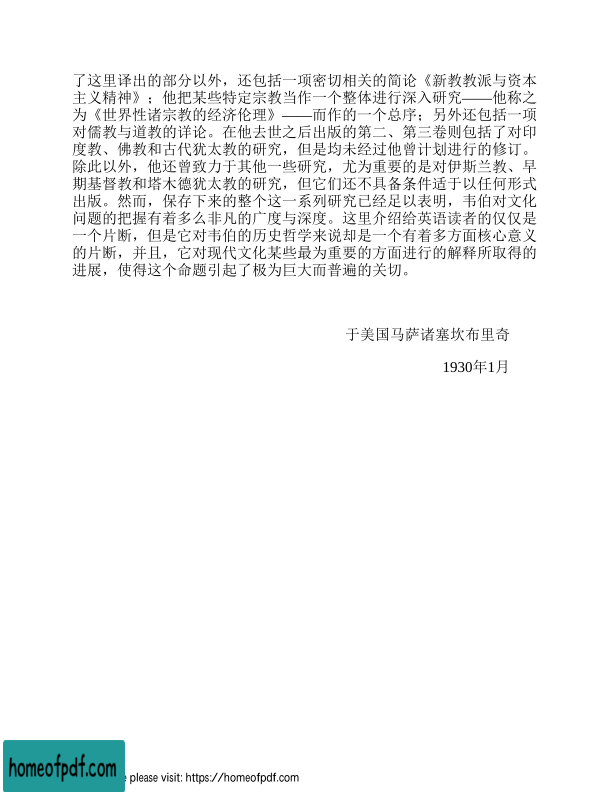 了这里译出的部分以外，还包括一项密切相关的简论《新教教派与资本
主义精神》；他把某些特定宗教当作一个整体进行深入研究——他称之
为《世界性诸宗教的经济伦理》——而作的一个总序；另外还包括一项
对儒教与道教的详论。在他去世之后出版的第二、第三卷则包括了对印
度教、佛教和古代犹太教的研究，但是均未经过他曾计划进行的修订。
除此以外，他还曾致力于其他一些研究，尤为重要的是对伊斯兰教、早
期基督教和塔木德犹太教的研究，但它们还不具备条件适于以任何形式
出版。然而，保存下来的整个这一系列研究已经足以表明，韦伯对文化
问题的把握有着多么非凡的广度与深度。这里介绍给英语读者的仅仅是
一个片断，但是它对韦伯的历史哲学来说却是一个有着多方面核心意义
的片断，并且，它对现代文化某些最为重要的方面进行的解释所取得的
进展，使得这个命题引起了极为巨大而普遍的关切。
于美国马萨诸塞坎布里奇
1930年1月
homeofpdf.com
please visit: https://homeofpdf.com